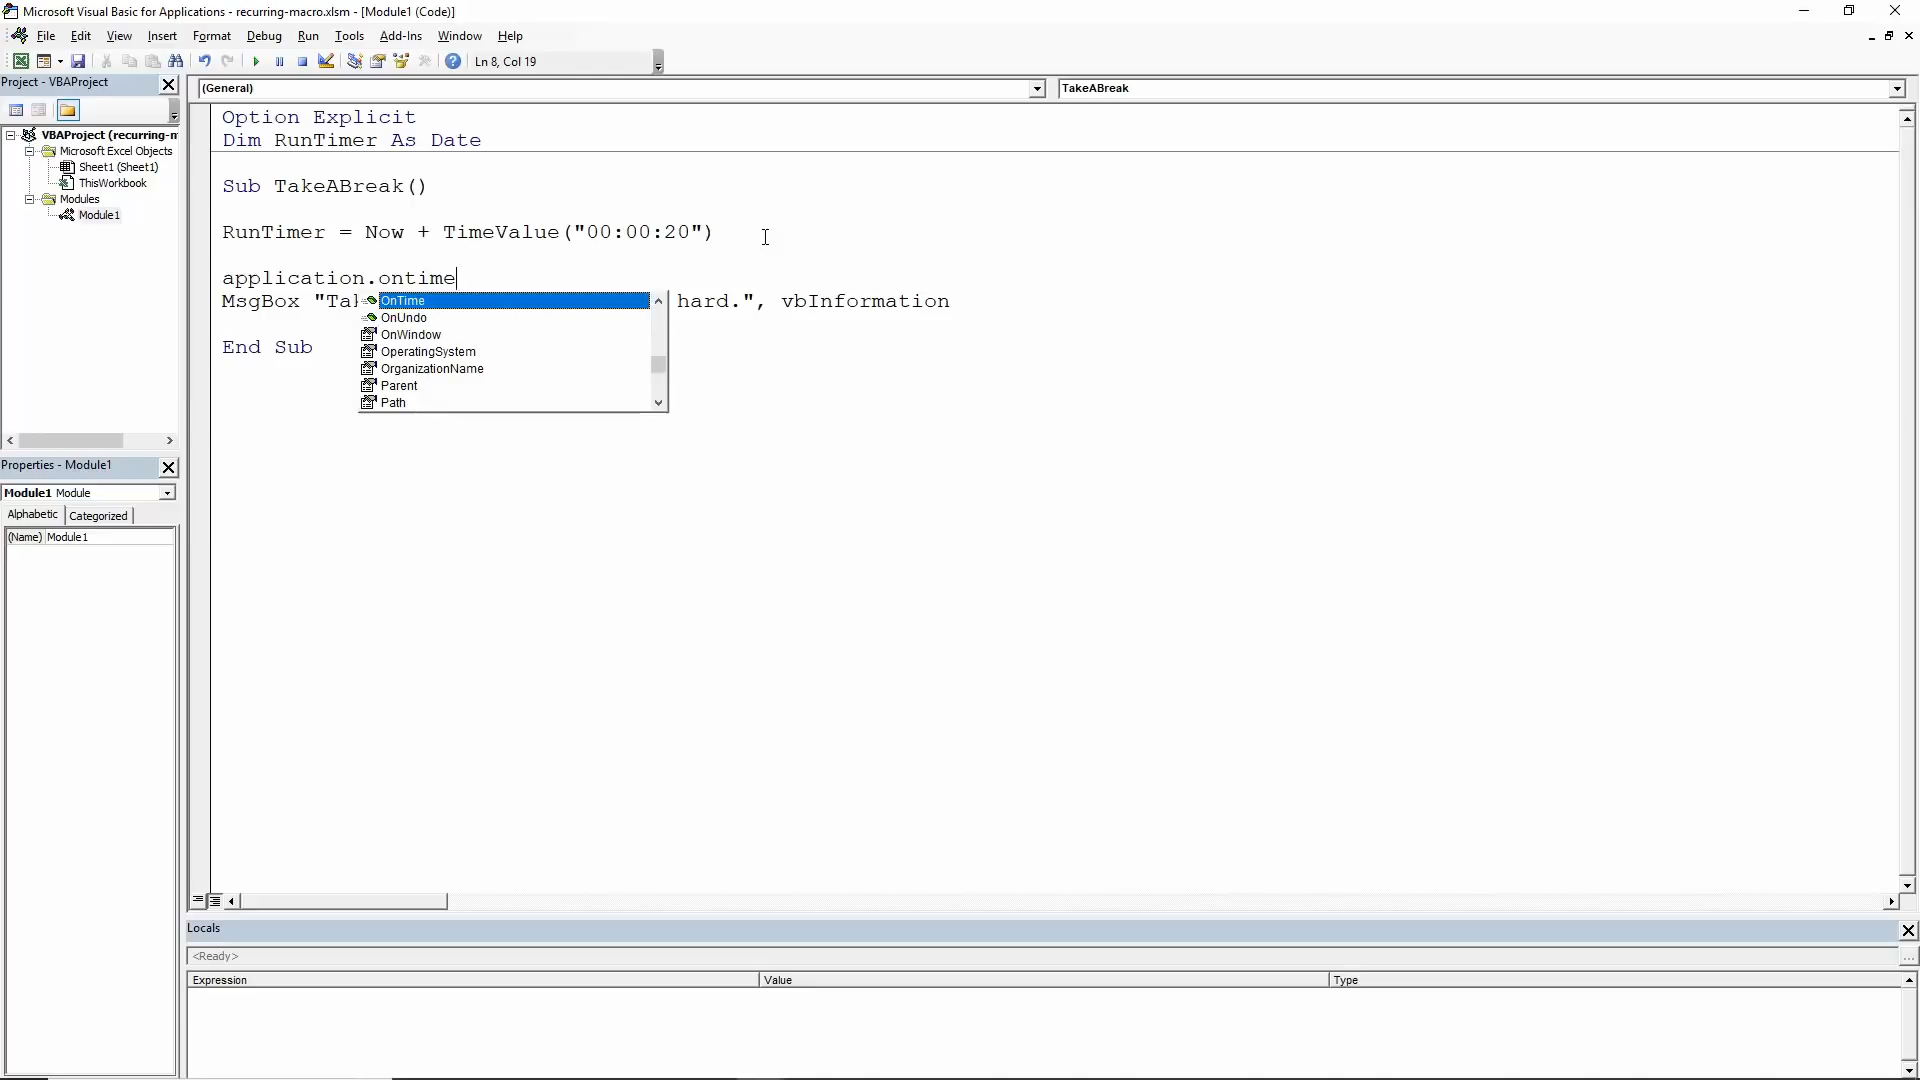 Microsoft Visual Basic for Applications - recurring-macro.xlsm - [Module1 (Code)]
File Edit View Insert Format Debug Run Tools Add-Ins Window Help
Ln 8, Col 19
Project - VBAProject
(General)
TakeABreak
VBAProject (recurring-m
Microsoft Excel Objects
Sheet1 (Sheet1)
ThisWorkbook
Modules
Module1
Option Explicit
Dim RunTimer As Date
Sub TakeABreak()
RunTimer = Now + TimeValue("00:00:20")
application.ontime
MsgBox "Tak hard.", vbInformation
End Sub
OnTime
OnUndo
OnWindow
OperatingSystem
OrganizationName
Parent
Path
Properties - Module1
Module1 Module
Alphabetic Categorized
(Name) Module1
Locals
<Ready>
Expression Value Type